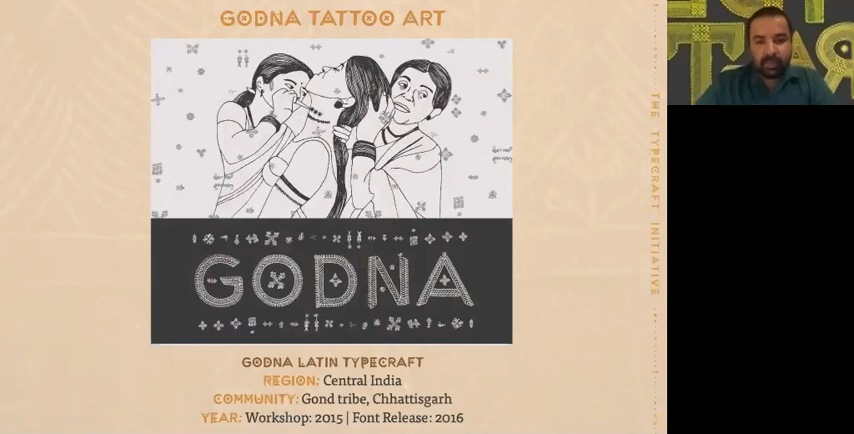 GODNA TATTOO ART
GODNA
GODNA LATIN TYPECRAFT
REGION: Central India
COMMUNITY: Gond tribe, Chhattisgarh
YEAR: Workshop: 2015 | Font Release: 2016
THE TYPECRAFT INITIATIVE